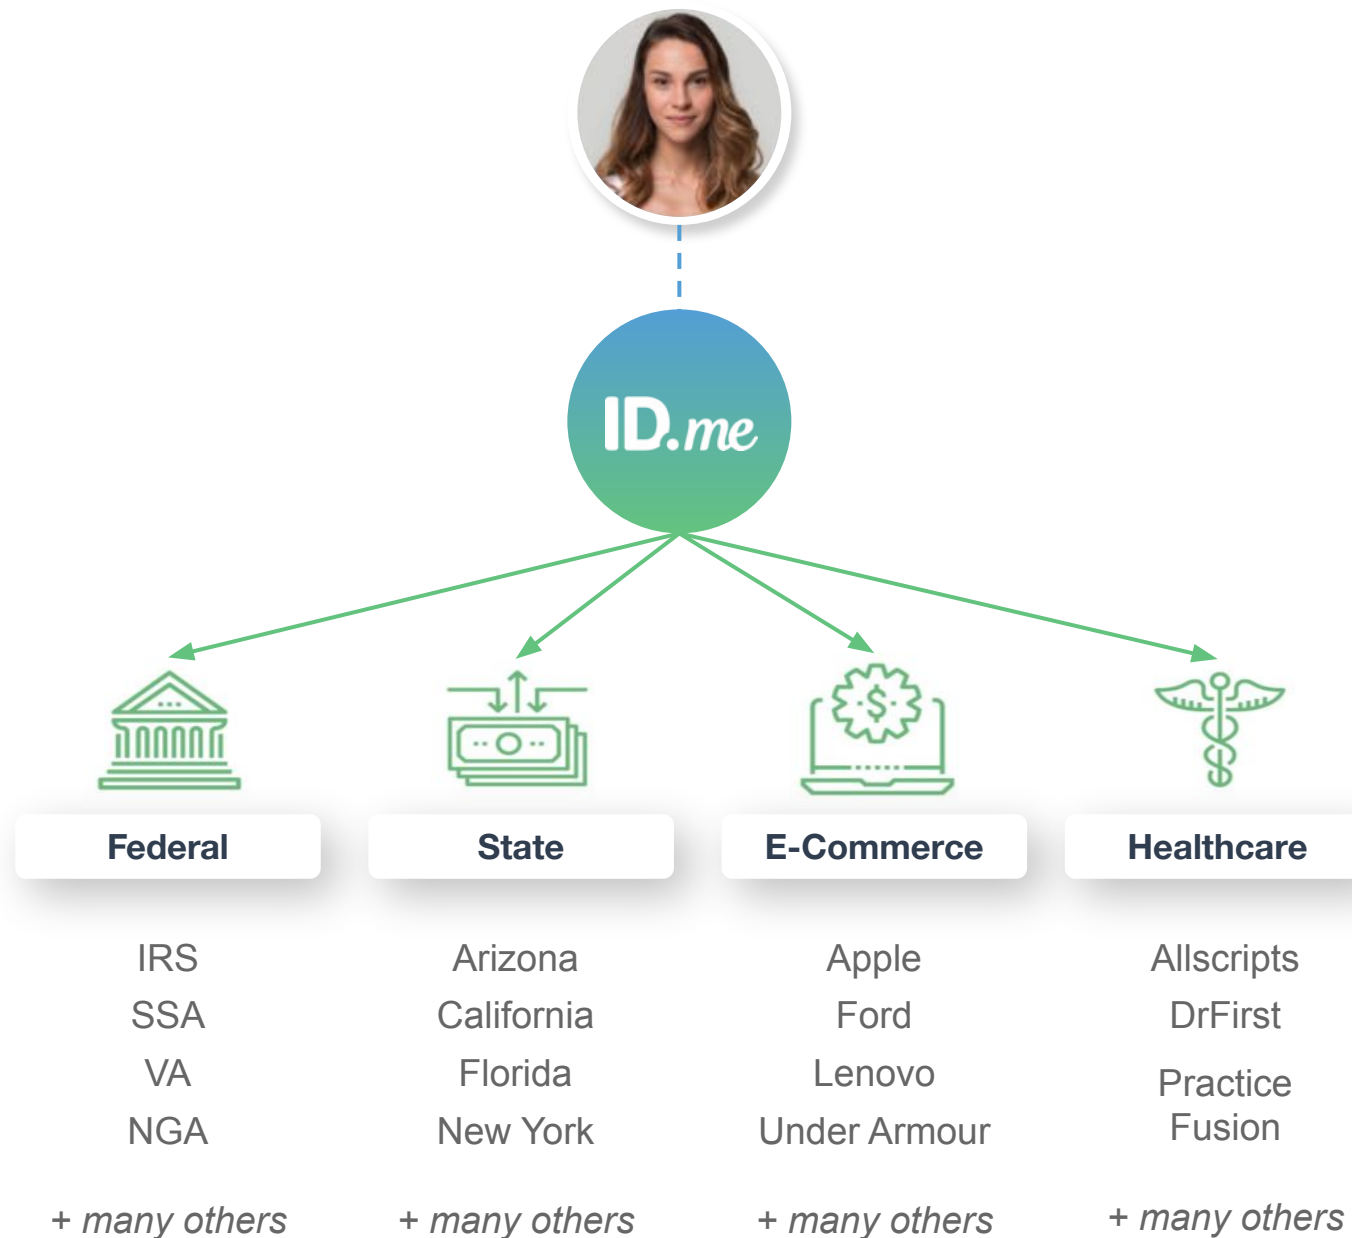 ID.me
Federal
State
E-Commerce
Healthcare
IRS
SSA
VA
NGA
+ many others
Arizona
California
Florida
New York
+ many others
Apple
Ford
Lenovo
Under Armour
+ many others
Allscripts
DrFirst
Practice
Fusion
+ many others